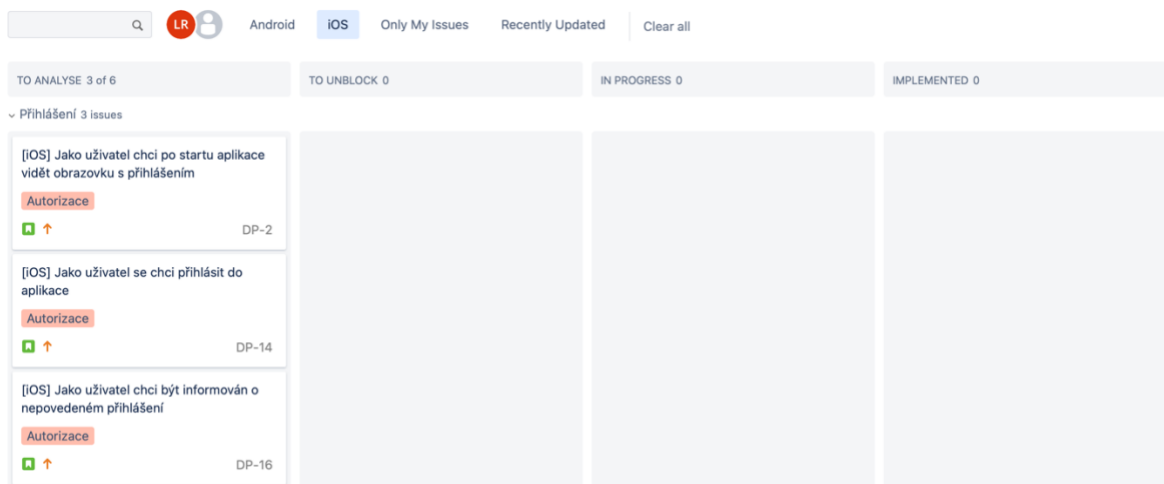 LR
Android
iOS
Only My Issues
Recently Updated
Clear all
TO ANALYSE 3 of 6
TO UNBLOCK 0
IN PROGRESS 0
IMPLEMENTED 0
Přihlášení 3 issues
[iOS] Jako uživatel chci po startu aplikace
vidět obrazovku s přihlášením
Autorizace
DP-2
[iOS] Jako uživatel se chci přihlásit do
aplikace
Autorizace
DP-14
[iOS] Jako uživatel chci být informován o
nepovedeném přihlášení
Autorizace
DP-16